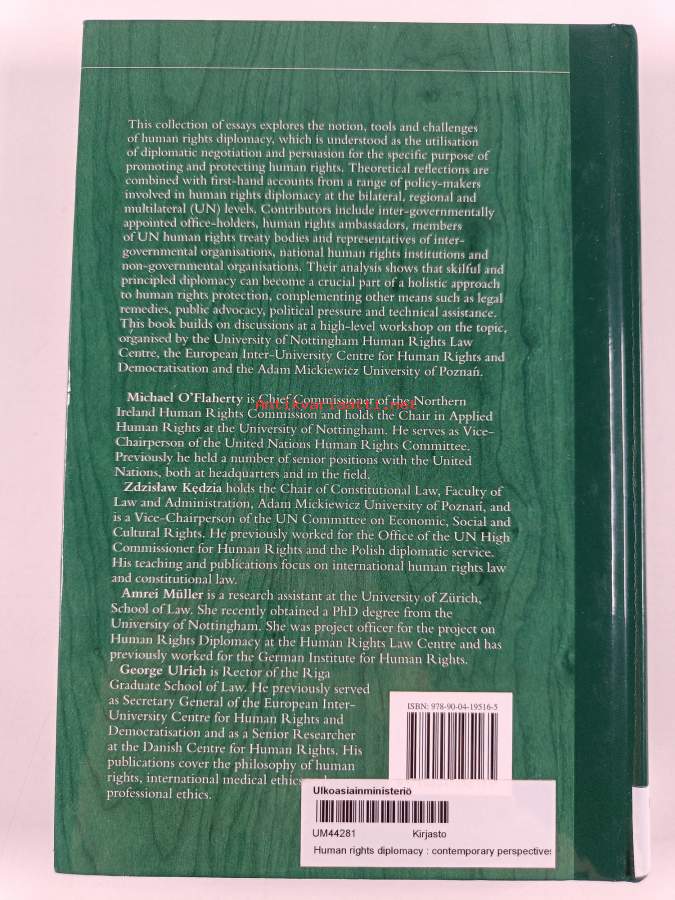 This collection of essays explores the notion, tools and challenges
of human rights diplomacy, which is understood as the utilisation
of diplomatic negotiation and persuasion for the specific purpose of
promoting and protecting human rights. Theoretical reflections are
combined with first-hand accounts from a range of policy-makers
involved in human rights diplomacy at the bilateral, regional and
multilateral (UN) levels. Contributors include inter-governmentally
appointed office-holders, human rights ambassadors, members
of UN human rights treaty bodies and representatives of inter-
governmental organisations, national human rights institutions and
non-governmental organisations. Their analysis shows that skilful and
principled diplomacy can become a crucial part of a holistic approach
to human rights protection, complementing other means such as legal
remedies, public advocacy, political pressure and technical assistance.
This book builds on discussions at a high-level workshop on the topic,
organised by the University of Nottingham Human Rights Law
Centre, the European Inter-University Centre for Human Rights and
Democratisation and the Adam Mickiewicz University of Poznań.
Michael O'Flaherty is Chief Commissioner of the Northern
Antikvariaatti.net
Ireland Human Rights Commission and holds the Chair in Applied
Human Rights at the University of Nottingham. He serves as Vice-
Chairperson of the United Nations Human Rights Committee.
Previously he held a number of senior positions with the United
Nations, both at headquarters and in the field.
Zdzisław Kędzia holds the Chair of Constitutional Law, Faculty of
Law and Administration, Adam Mickiewicz University of Poznań, and
is a Vice-Chairperson of the UN Committee on Economic, Social and
Cultural Rights. He previously worked for the Office of the UN High
Commissioner for Human Rights and the Polish diplomatic service.
His teaching and publications focus on international human rights law
and constitutional law.
Amrei Müller is a research assistant at the University of Zürich,
School of Law. She recently obtained a PhD degree from the
University of Nottingham. She was project officer for the project on
Human Rights Diplomacy at the Human Rights Law Centre and has
previously worked for the German Institute for Human Rights.
George Ulrich is Rector of the Riga
Graduate School of Law. He previously served
as Secretary General of the European Inter-
University Centre for Human Rights and
Democratisation and as a Senior Researcher
at the Danish Centre for Human Rights. His
publications cover the philosophy of human
rights, international medical ethics
professional ethics.
ISBN: 978-90-04-19516-5
Ulkoasiainministeriö
UM44281 Kirjasto
Human rights diplomacy : contemporary perspectives